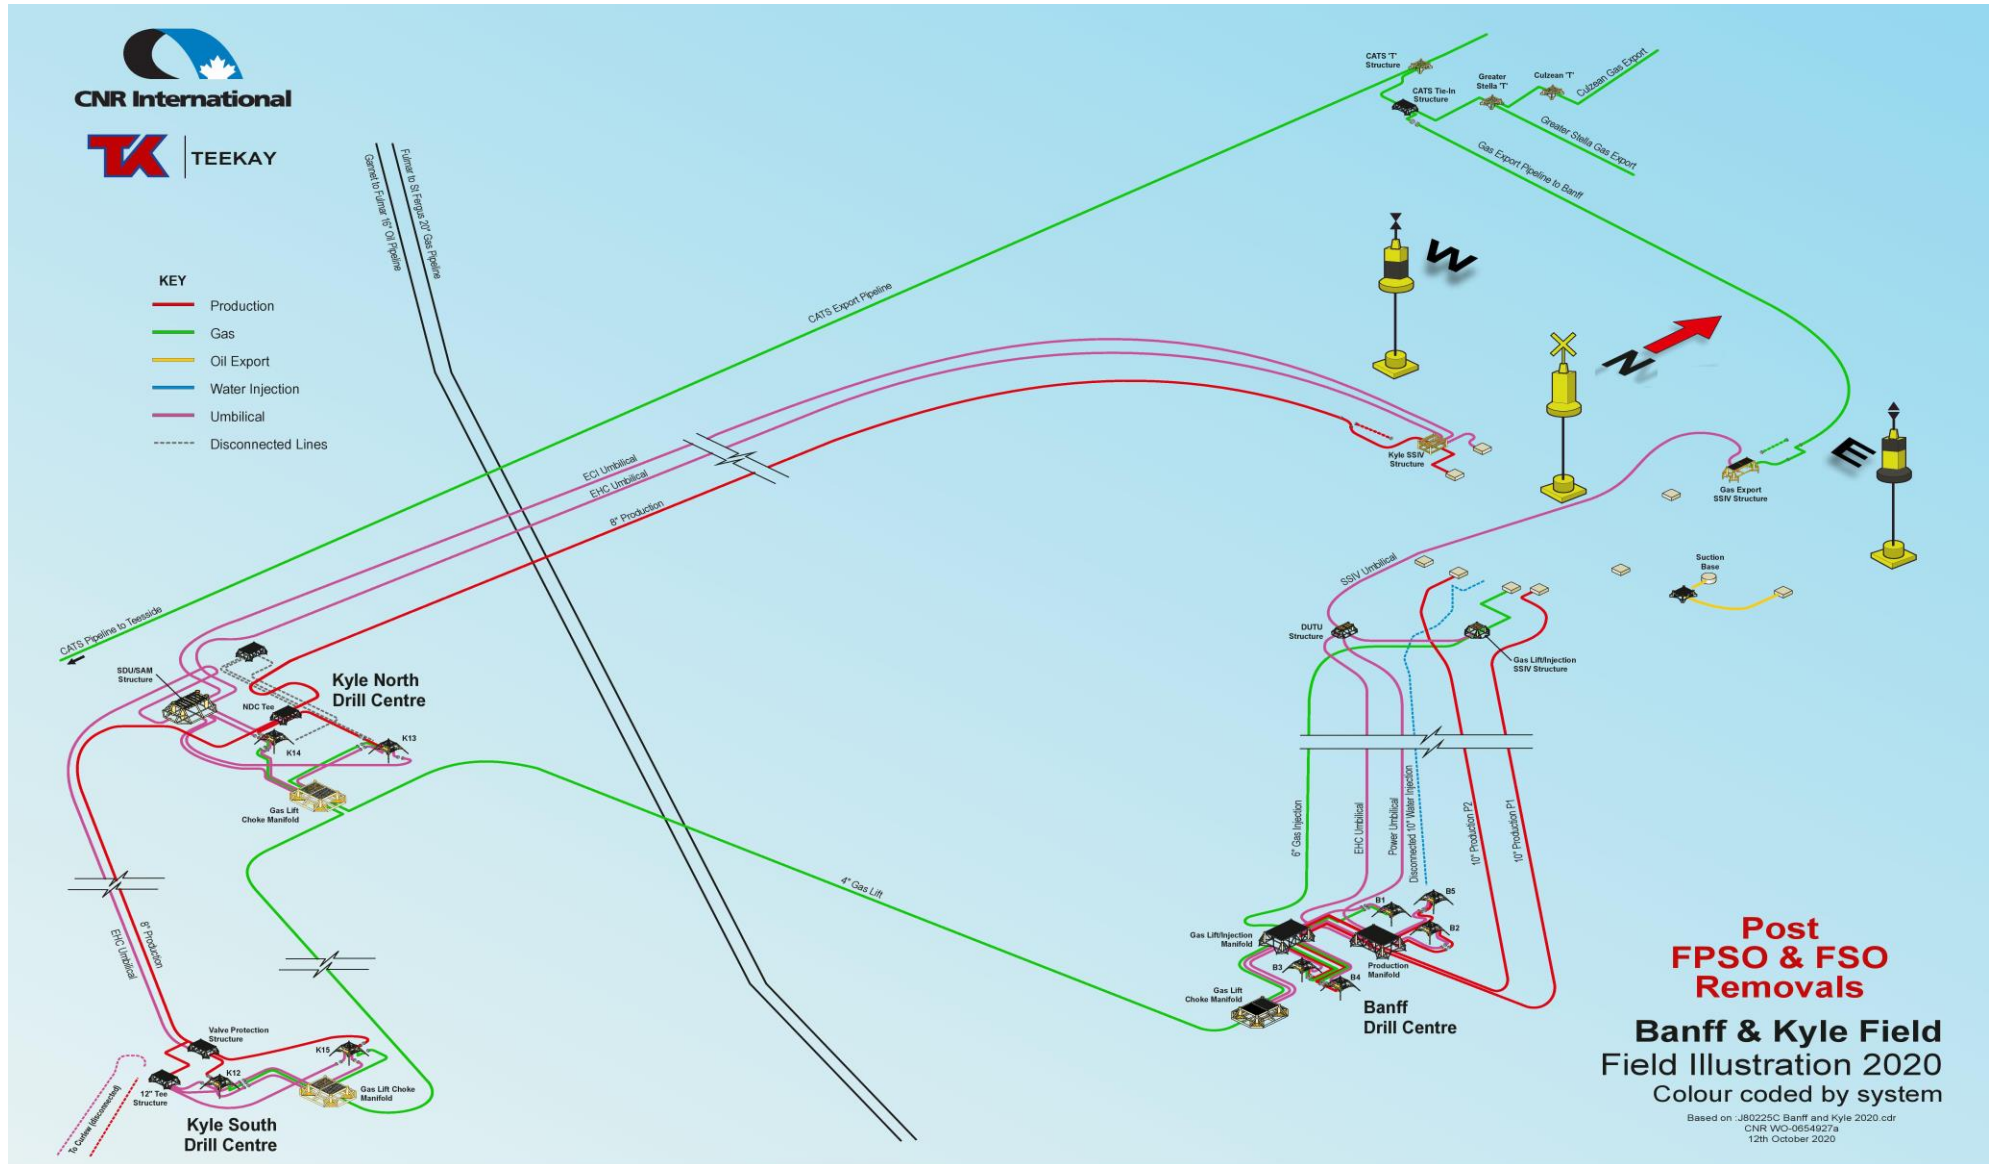 CNR International
TK TEEKAY
KEY
Production
Gas
Oil Export
Water Injection
Umbilical
Disconnected Lines
Gannet to Fulmar 16" Oil Pipeline
Fulmar to St Fergus 20" Gas Pipeline
CATS Export Pipeline
CATS 'T'
Structure
CATS Tie-In
Structure
Greater
Stella 'T'
Culzean 'T'
Culzean Gas Export
Greater Stella Gas Export
Gas Export Pipeline to Banff
W
N
E
Kyle SSIV
Structure
Gas Export
SSIV Structure
Suction
Base
ECI Umbilical
EHC Umbilical
8" Production
SSIV Umbilical
DUTU
Structure
Gas Lift/Injection
SSIV Structure
CATS Pipeline to Teesside
SDU/SAM
Structure
NDC Tee
Kyle North
Drill Centre
K14
K13
Gas Lift
Choke Manifold
4" Gas Lift
6" Gas Injection
EHC Umbilical
Power Umbilical
Disconnected 10" Water Injection
10" Production P2
10" Production P1
B1
B5
B2
Gas Lift/Injection
Manifold
Production
Manifold
B3
B4
Gas Lift
Choke Manifold
Banff
Drill Centre
8" Production
EHC Umbilical
Valve Protection
Structure
K15
K12
12" Tee
Structure
Gas Lift Choke
Manifold
To Curlew (disconnected)
Kyle South
Drill Centre
Post
FPSO & FSO
Removals
Banff & Kyle Field
Field Illustration 2020
Colour coded by system
Based on :J80225C Banff and Kyle 2020.cdr
CNR WO-0654927a
12th October 2020